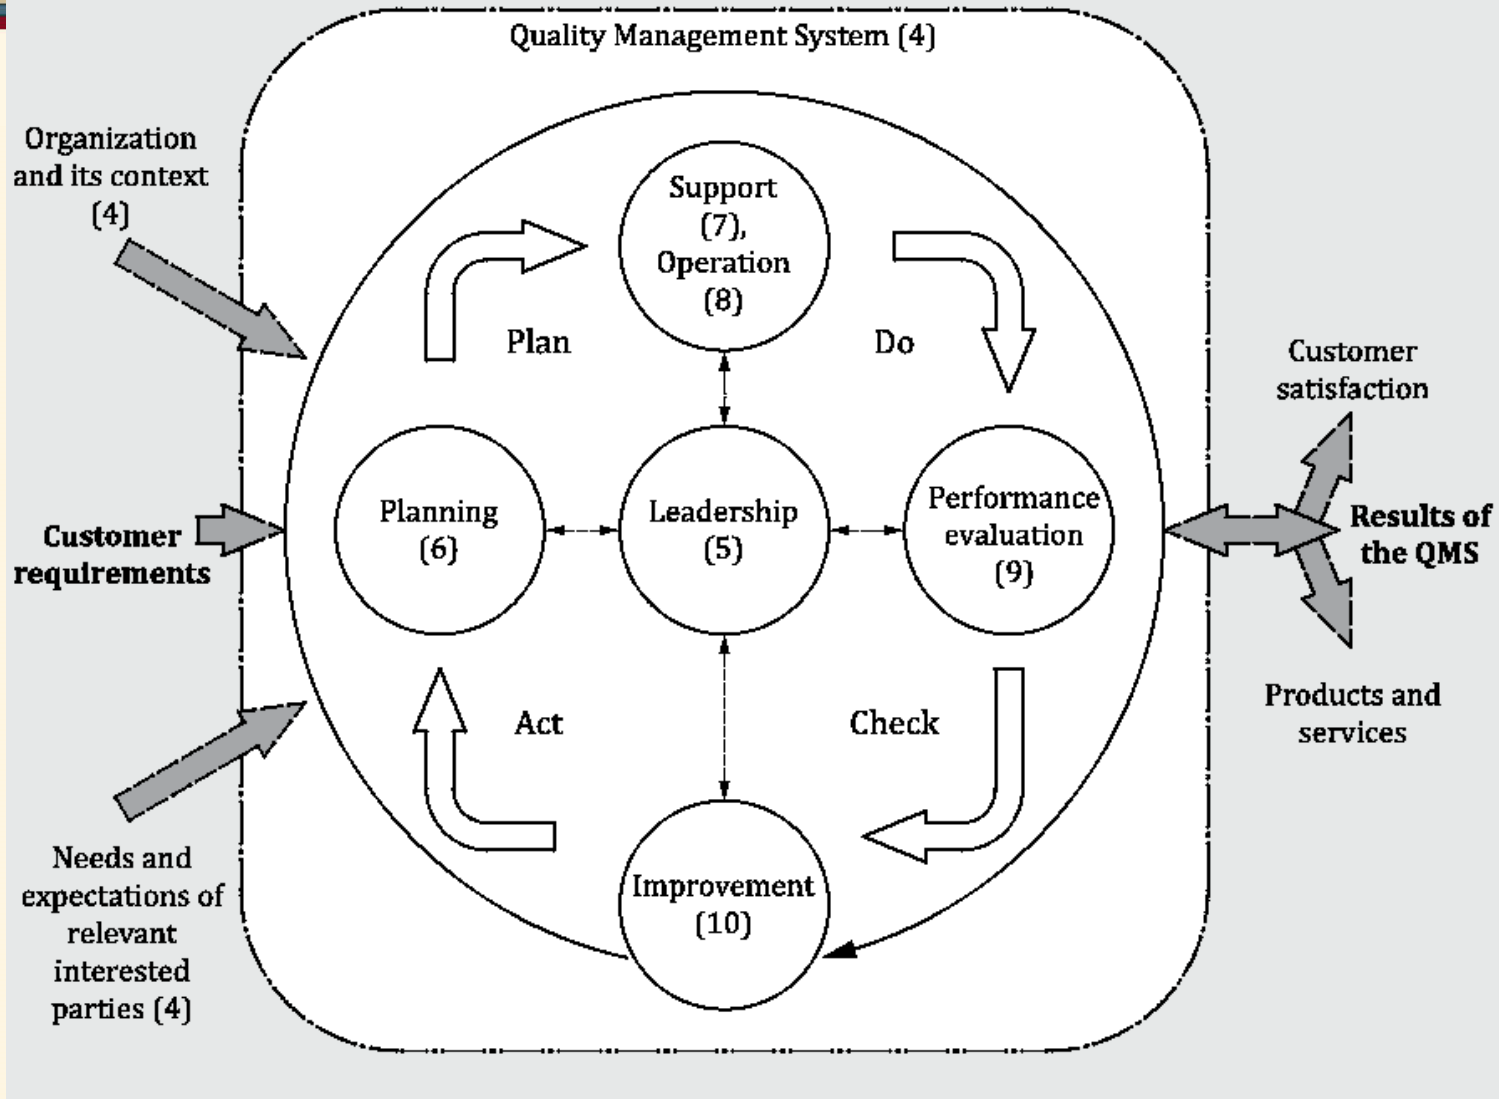 Quality Management System (4)
Organization
and its context
(4)
Support
(7),
Operation
(8)
Plan
Do
Customer
satisfaction
Planning
(6)
Leadership
(5)
Performance
evaluation
(9)
Customer
requirements
Results of
the QMS
Act
Check
Products and
services
Needs and
expectations of
relevant
interested
parties (4)
Improvement
(10)